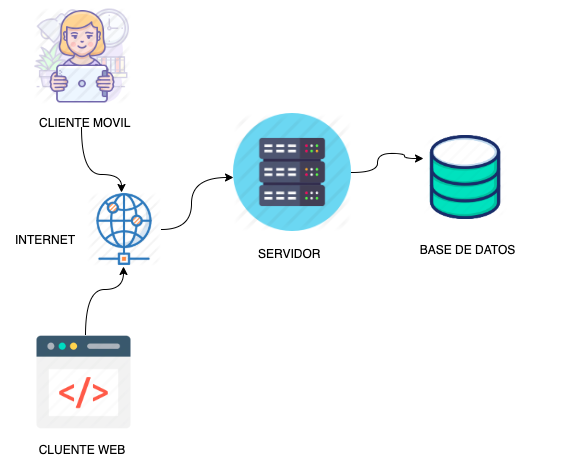 CLIENTE MOVIL
INTERNET
SERVIDOR
BASE DE DATOS
</>
CLUENTE WEB